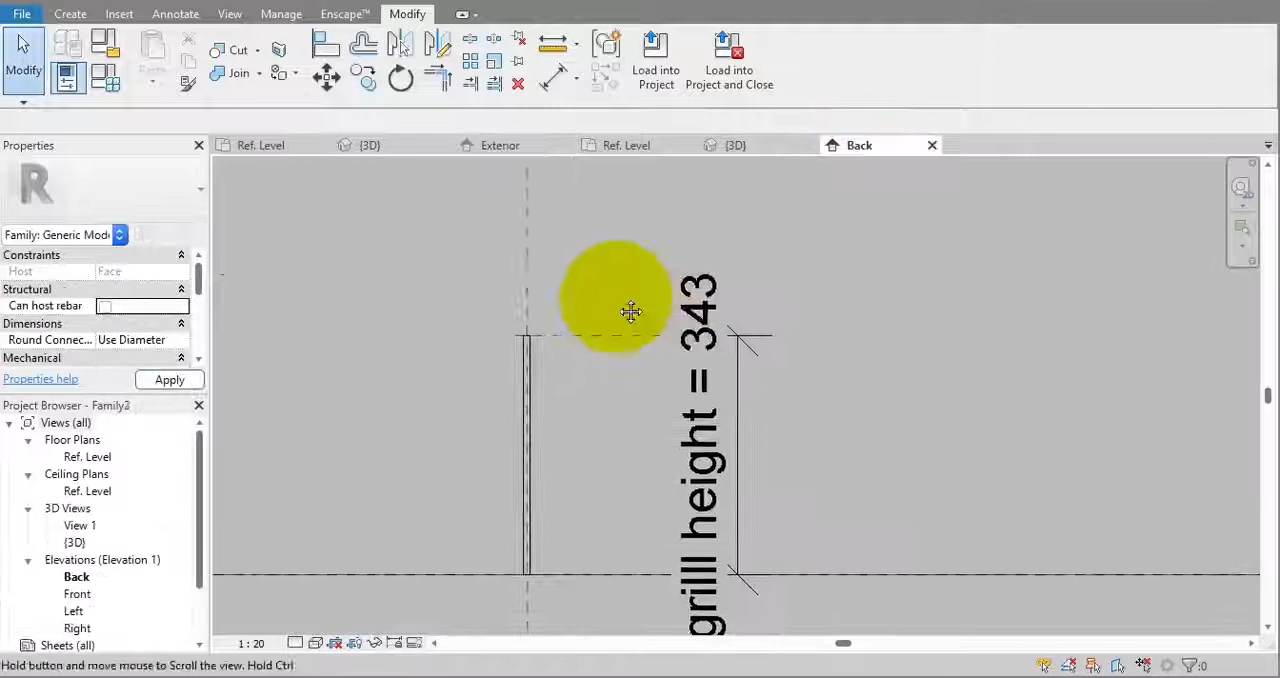 File Create Insert Annotate View Manage Enscape™ Modify
Modify
Cut
Join
Load into
Project
Load into
Project and Close
Properties
Ref. Level {3D} Exterior Ref. Level {3D} Back
Family: Generic Mod
Constraints
Host Face
Structural
Can host rebar
Dimensions
Round Connec... Use Diameter
Mechanical
Properties help Apply
Project Browser - Family2
Views (all)
Floor Plans
Ref. Level
Ceiling Plans
Ref. Level
3D Views
View 1
{3D}
Elevations (Elevation 1)
Back
Front
Left
Right
Sheets (all)
grilll height = 343
1 : 20
Hold button and move mouse to Scroll the view. Hold Ctrl
:0